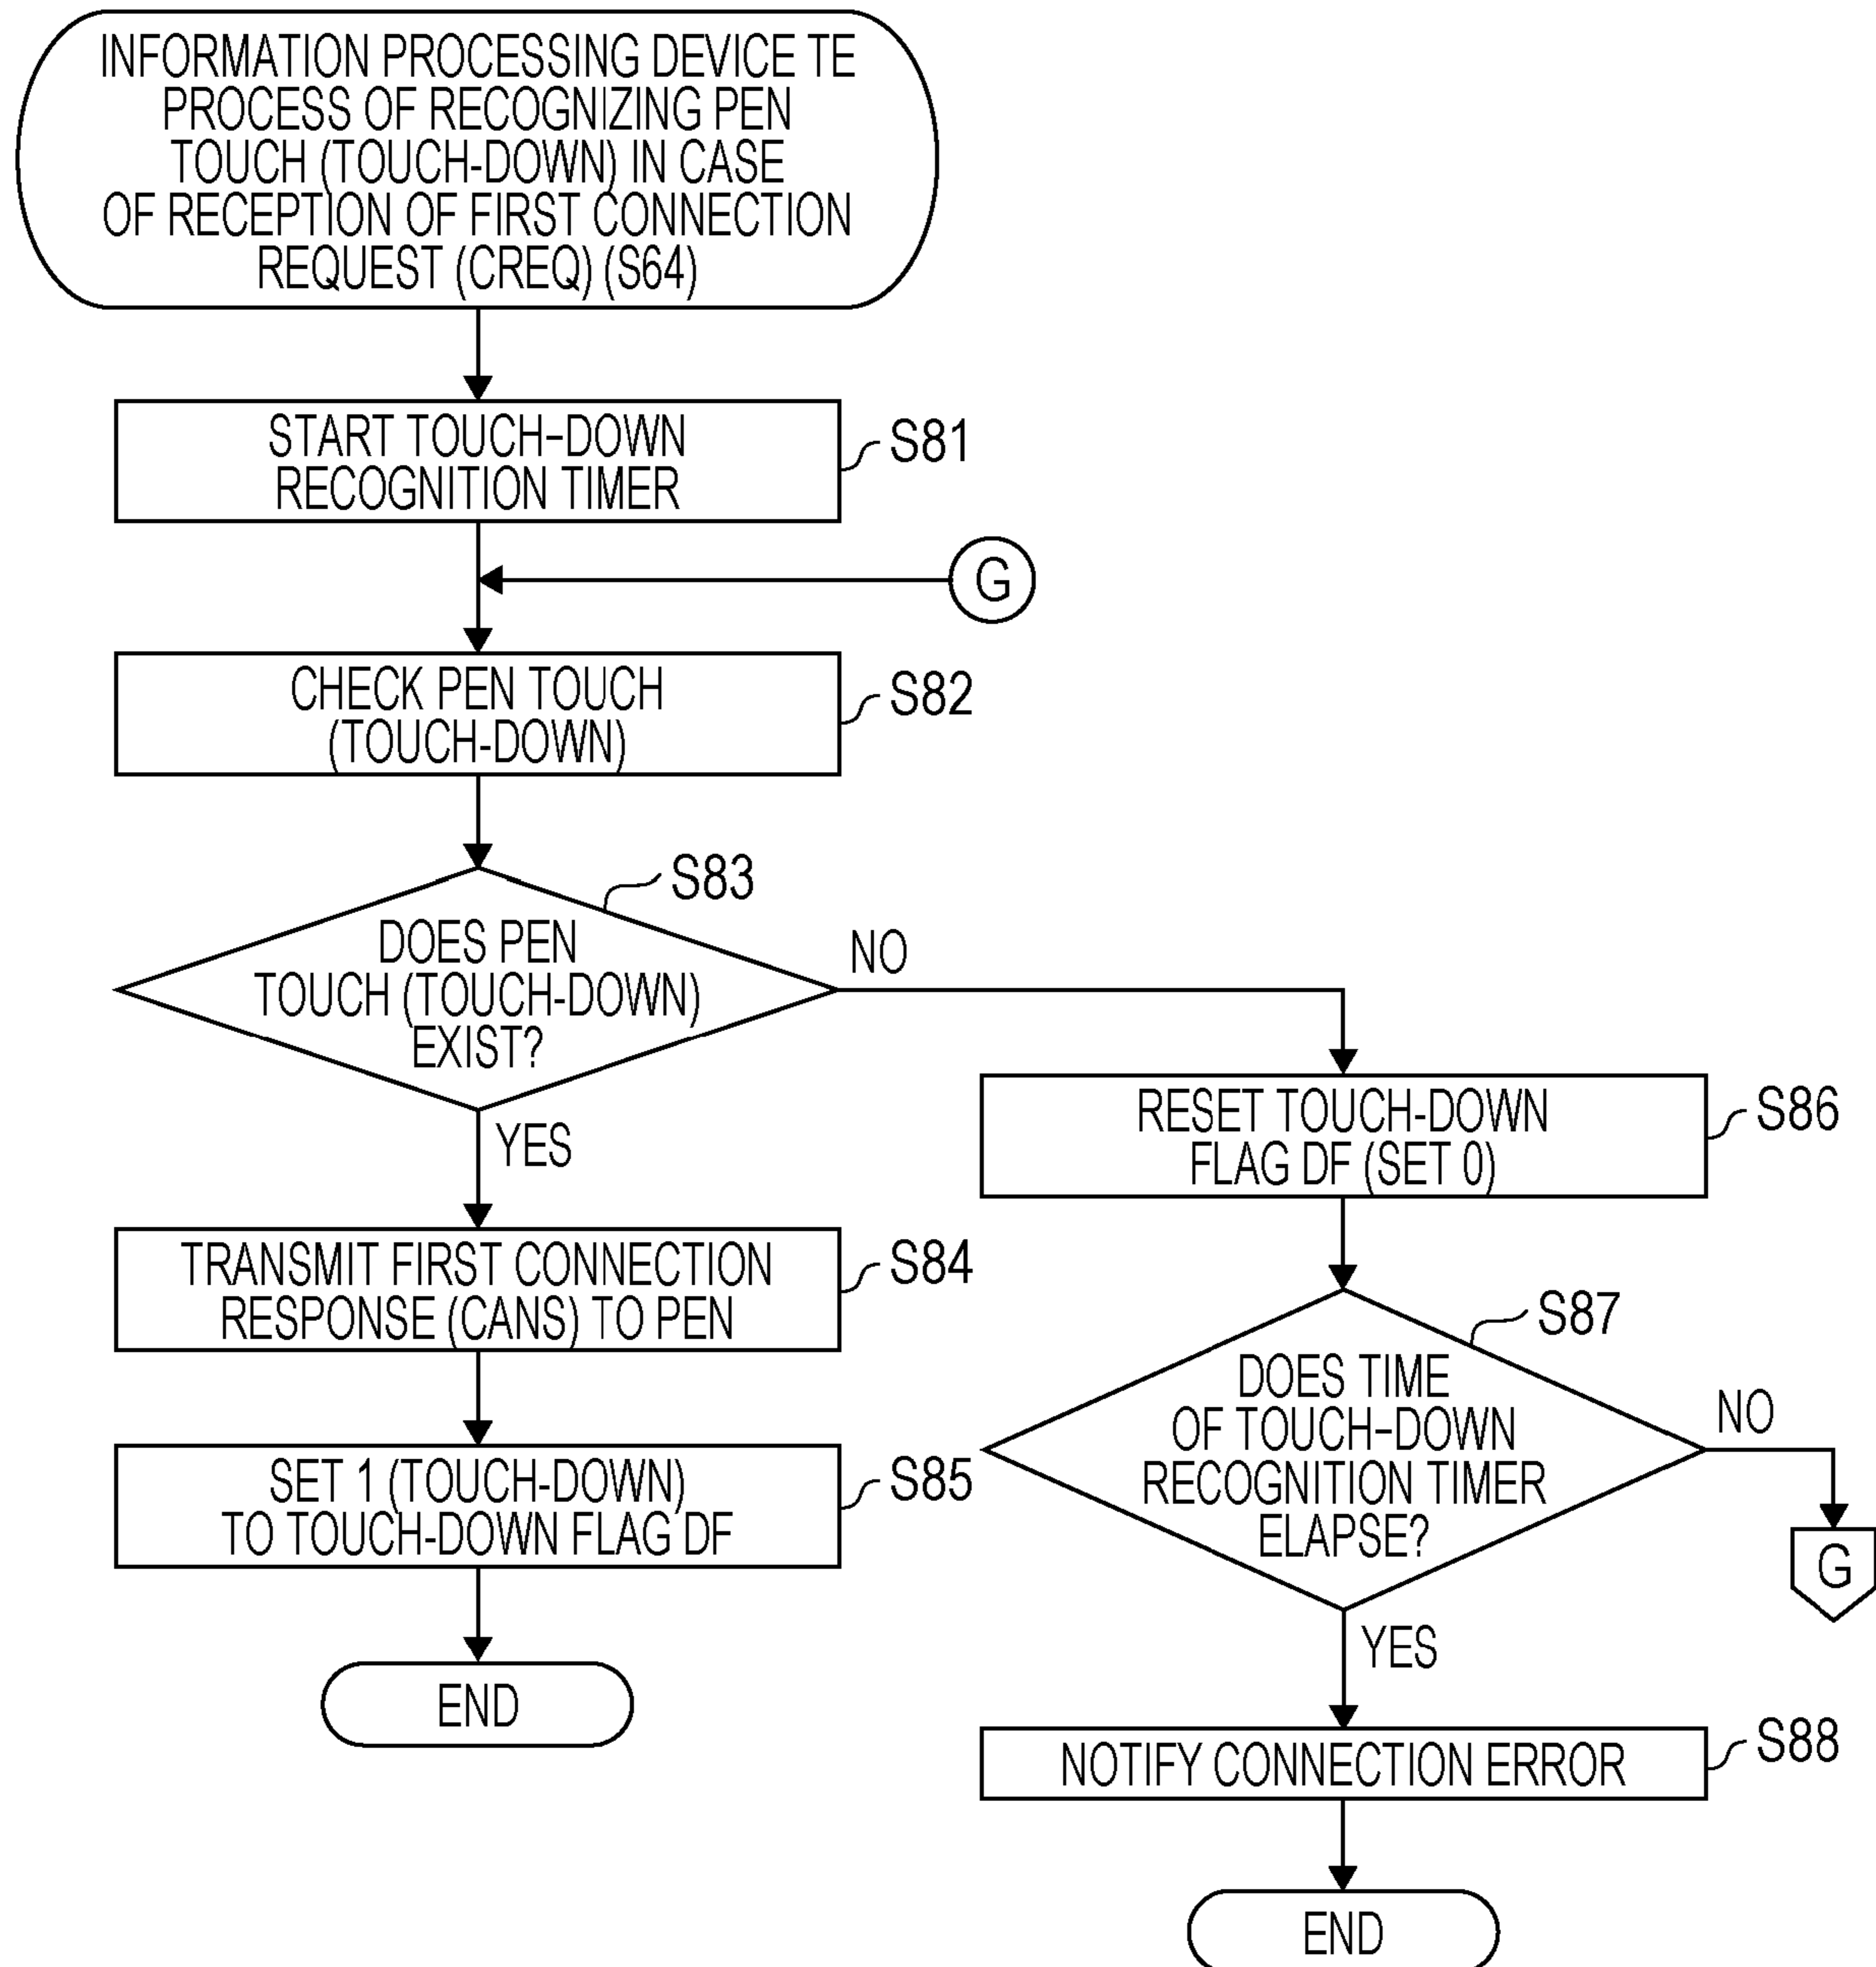 INFORMATION PROCESSING DEVICE TE
PROCESS OF RECOGNIZING PEN
TOUCH (TOUCH-DOWN) IN CASE
OF RECEPTION OF FIRST CONNECTION
REQUEST (CREQ) (S64)
START TOUCH-DOWN
RECOGNITION TIMER
S81
G
CHECK PEN TOUCH
(TOUCH-DOWN)
S82
S83
DOES PEN
TOUCH (TOUCH-DOWN)
EXIST?
NO
YES
RESET TOUCH-DOWN
FLAG DF (SET 0)
S86
TRANSMIT FIRST CONNECTION
RESPONSE (CANS) TO PEN
S84
S87
DOES TIME
OF TOUCH-DOWN
RECOGNITION TIMER
ELAPSE?
NO
G
SET 1 (TOUCH-DOWN)
TO TOUCH-DOWN FLAG DF
S85
YES
END
NOTIFY CONNECTION ERROR
S88
END